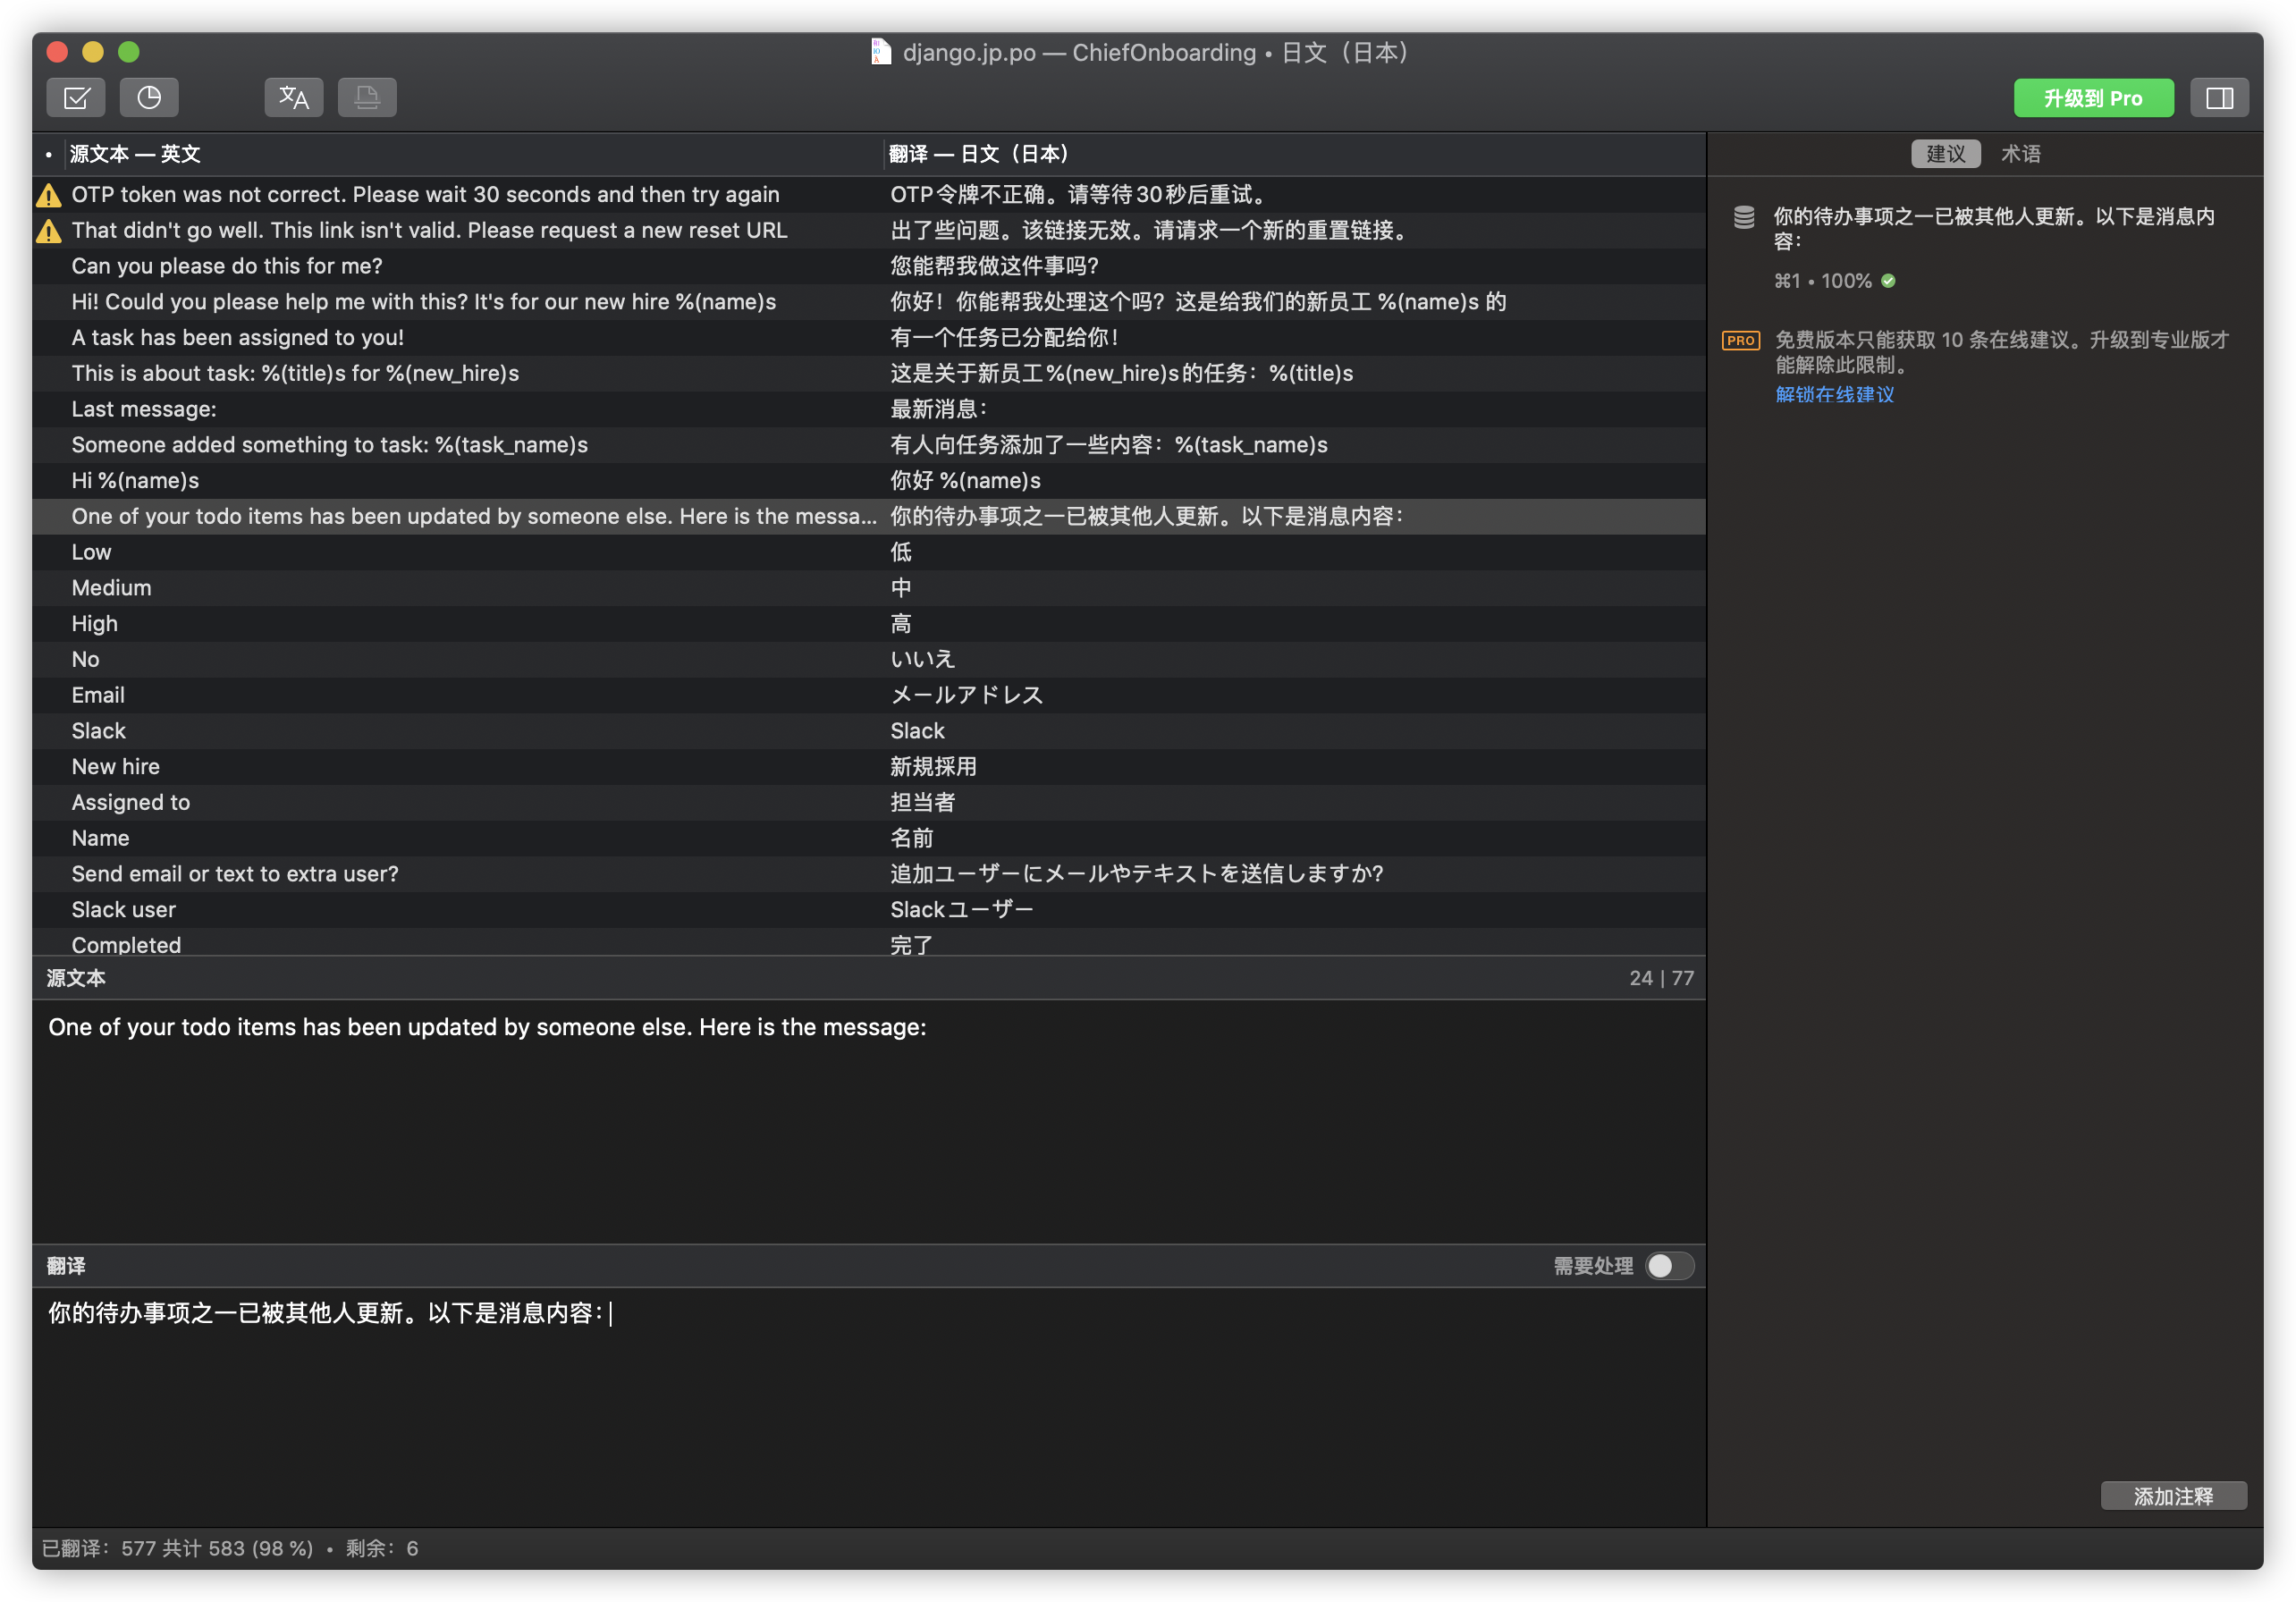 django.jp.po — ChiefOnboarding • 日文（日本）
升级到 Pro
• 源文本 — 英文 翻译 — 日文（日本） 建议 术语
OTP token was not correct. Please wait 30 seconds and then try again OTP令牌不正确。请等待30秒后重试。
That didn't go well. This link isn't valid. Please request a new reset URL 出了些问题。该链接无效。请请求一个新的重置链接。
Can you please do this for me? 您能帮我做这件事吗？
Hi! Could you please help me with this? It's for our new hire %(name)s 你好！你能帮我处理这个吗？这是给我们的新员工 %(name)s 的
A task has been assigned to you! 有一个任务已分配给你！
This is about task: %(title)s for %(new_hire)s 这是关于新员工%(new_hire)s的任务：%(title)s
Last message: 最新消息：
Someone added something to task: %(task_name)s 有人向任务添加了一些内容：%(task_name)s
Hi %(name)s 你好 %(name)s
One of your todo items has been updated by someone else. Here is the messa... 你的待办事项之一已被其他人更新。以下是消息内容：
Low 低
Medium 中
High 高
No いいえ
Email メールアドレス
Slack Slack
New hire 新規採用
Assigned to 担当者
Name 名前
Send email or text to extra user? 追加ユーザーにメールやテキストを送信しますか?
Slack user Slackユーザー
Completed 完了
源文本 24 | 77
One of your todo items has been updated by someone else. Here is the message:
翻译 需要处理
你的待办事项之一已被其他人更新。以下是消息内容：
你的待办事项之一已被其他人更新。以下是消息内
容：
⌘1 • 100%
PRO 免费版本只能获取 10 条在线建议。升级到专业版才
能解除此限制。
解锁在线建议
添加注释
已翻译：577 共计 583 (98 %) • 剩余：6